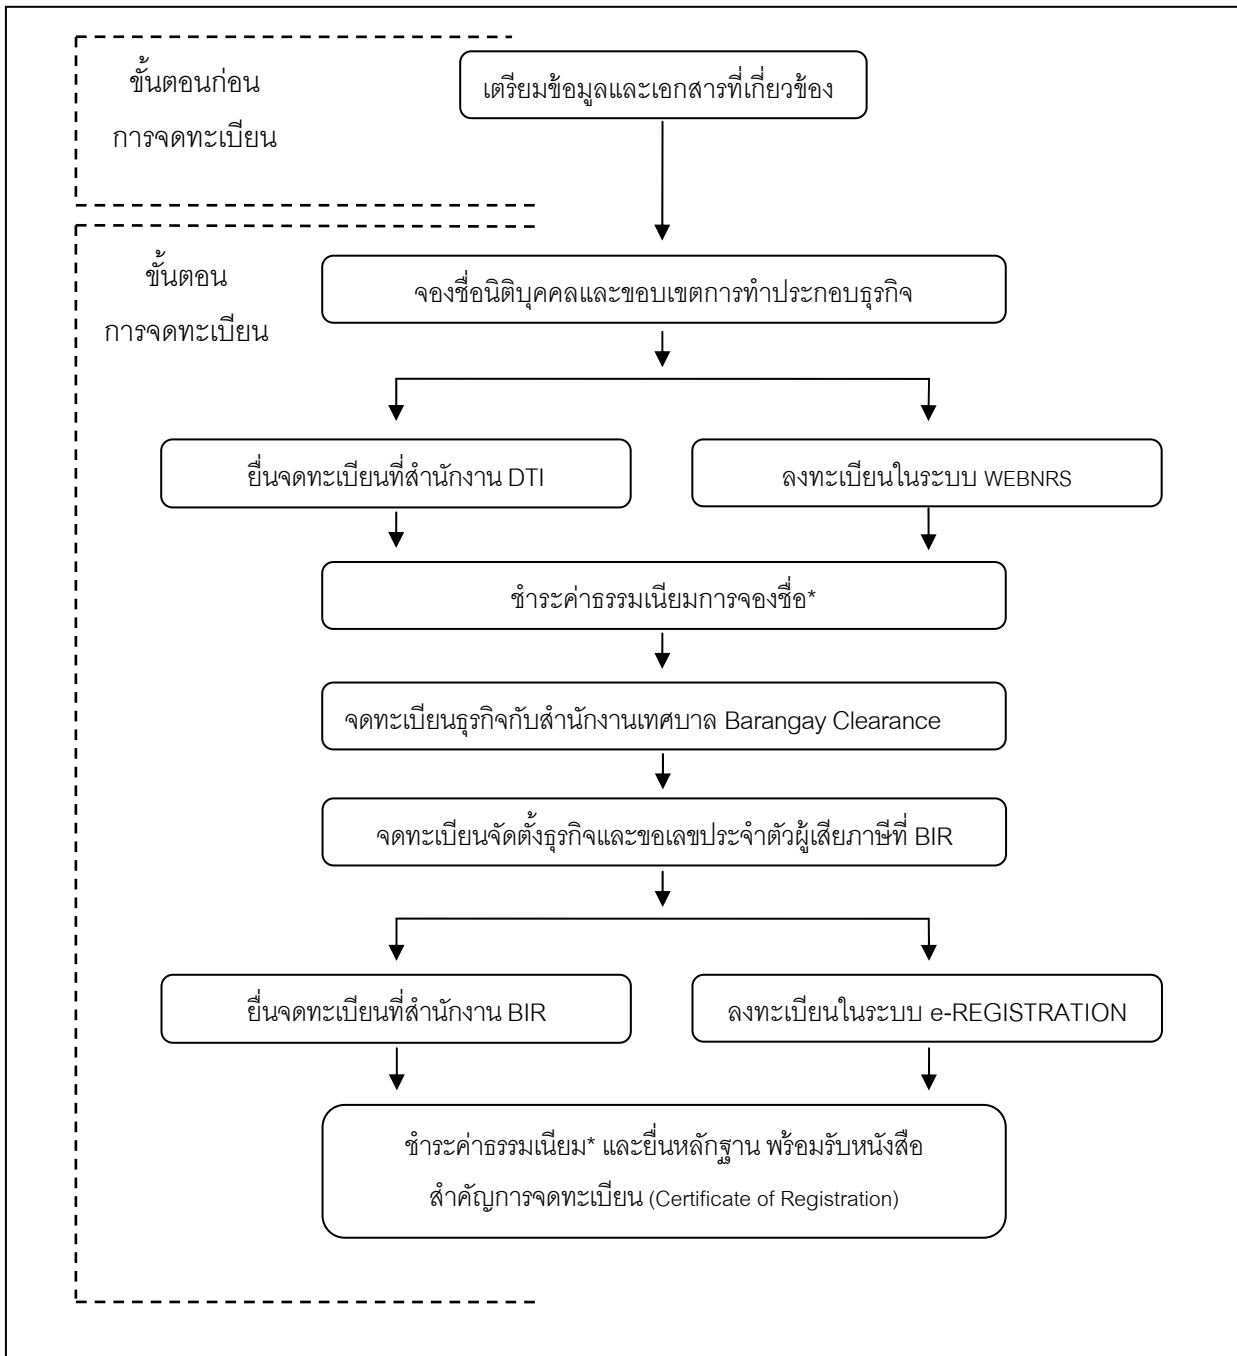 ขั้นตอนก่อน
การจดทะเบียน
เตรียมข้อมูลและเอกสารที่เกี่ยวข้อง
ขั้นตอน
การจดทะเบียน
จองชื่อนิติบุคคลและขอบเขตการทำประกอบธุรกิจ
ยื่นจดทะเบียนที่สำนักงาน DTI
ลงทะเบียนในระบบ WEBNRS
ชำระค่าธรรมเนียมการจองชื่อ*
จดทะเบียนธุรกิจกับสำนักงานเทศบาล Barangay Clearance
จดทะเบียนจัดตั้งธุรกิจและขอเลขประจำตัวผู้เสียภาษีที่ BIR
ยื่นจดทะเบียนที่สำนักงาน BIR
ลงทะเบียนในระบบ e-REGISTRATION
ชำระค่าธรรมเนียม* และยื่นหลักฐาน พร้อมรับหนังสือ
สำคัญการจดทะเบียน (Certificate of Registration)